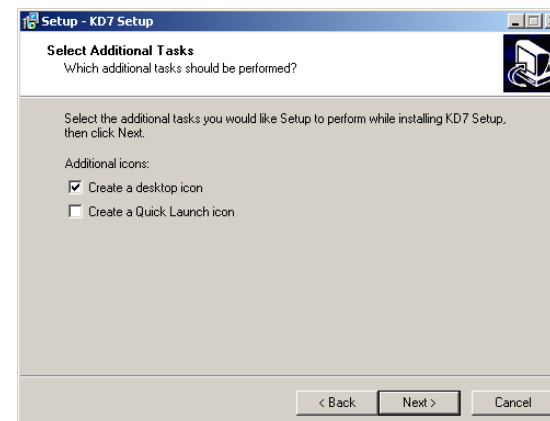 Setup - KD7 Setup
Select Additional Tasks
Which additional tasks should be performed?
Select the additional tasks you would like Setup to perform while installing KD7 Setup,
then click Next.
Additional icons:
Create a desktop icon
Create a Quick Launch icon
< Back
Next >
Cancel